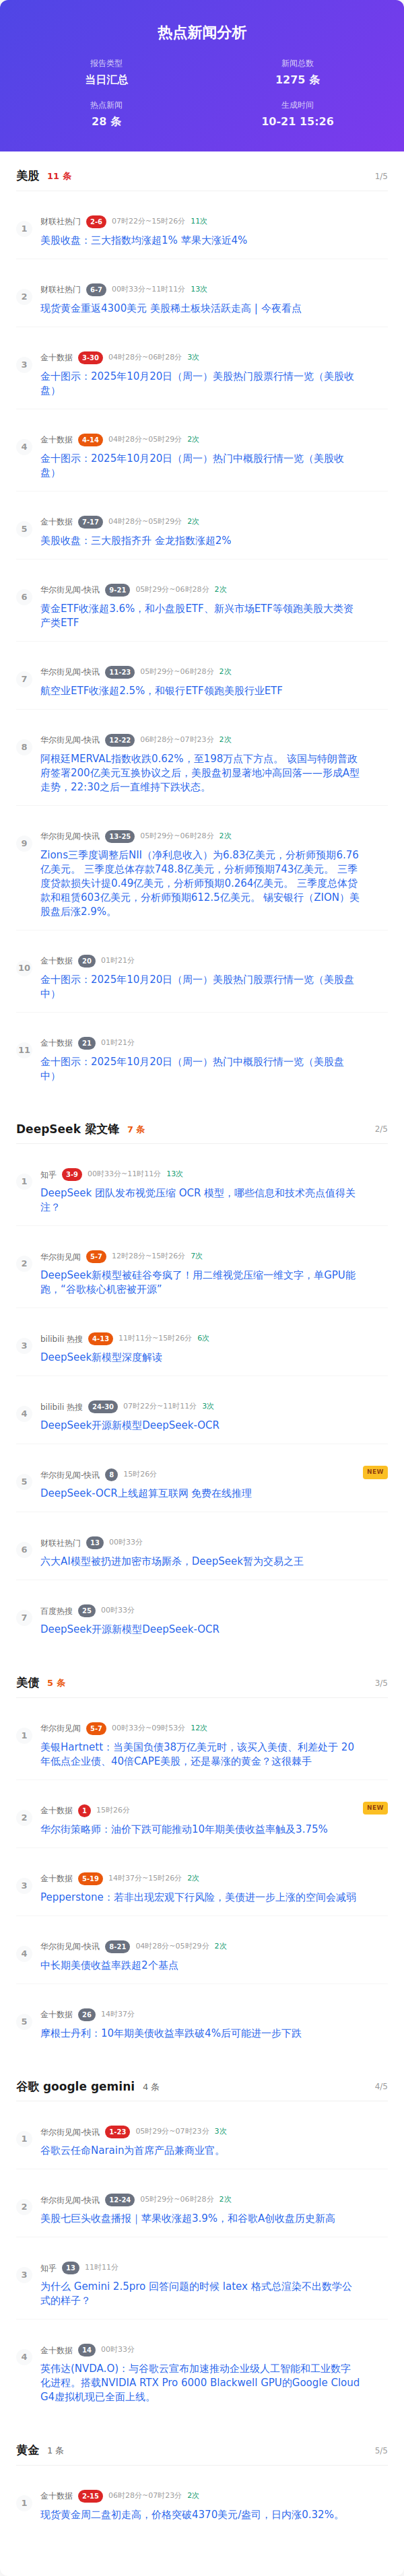 热点新闻分析
报告类型
新闻总数
当日汇总
1275 条
热点新闻
生成时间
28 条
10-21 15:26
美股 11 条 1/5
1
财联社热门 2-6 07时22分~15时26分 11次
美股收盘：三大指数均涨超1% 苹果大涨近4%
2
财联社热门 6-7 00时33分~11时11分 13次
现货黄金重返4300美元 美股稀土板块活跃走高 | 今夜看点
3
金十数据 3-30 04时28分~06时28分 3次
金十图示：2025年10月20日（周一）美股热门股票行情一览（美股收
盘）
4
金十数据 4-14 04时28分~05时29分 2次
金十图示：2025年10月20日（周一）热门中概股行情一览（美股收
盘）
5
金十数据 7-17 04时28分~05时29分 2次
美股收盘：三大股指齐升 金龙指数涨超2%
6
华尔街见闻-快讯 9-21 05时29分~06时28分 2次
黄金ETF收涨超3.6%，和小盘股ETF、新兴市场ETF等领跑美股大类资
产类ETF
7
华尔街见闻-快讯 11-23 05时29分~06时28分 2次
航空业ETF收涨超2.5%，和银行ETF领跑美股行业ETF
8
华尔街见闻-快讯 12-22 06时28分~07时23分 2次
阿根廷MERVAL指数收跌0.62%，至198万点下方点。 该国与特朗普政
府签署200亿美元互换协议之后，美股盘初显著地冲高回落——形成A型
走势，22:30之后一直维持下跌状态。
9
华尔街见闻-快讯 13-25 05时29分~06时28分 2次
Zions三季度调整后NII（净利息收入）为6.83亿美元，分析师预期6.76
亿美元。 三季度总体存款748.8亿美元，分析师预期743亿美元。 三季
度贷款损失计提0.49亿美元，分析师预期0.264亿美元。 三季度总体贷
款和租赁603亿美元，分析师预期612.5亿美元。 锡安银行（ZION）美
股盘后涨2.9%。
10
金十数据 20 01时21分
金十图示：2025年10月20日（周一）美股热门股票行情一览（美股盘
中）
11
金十数据 21 01时21分
金十图示：2025年10月20日（周一）热门中概股行情一览（美股盘
中）
DeepSeek 梁文锋 7 条 2/5
1
知乎 3-9 00时33分~11时11分 13次
DeepSeek 团队发布视觉压缩 OCR 模型，哪些信息和技术亮点值得关
注？
2
华尔街见闻 5-7 12时28分~15时26分 7次
DeepSeek新模型被硅谷夸疯了！用二维视觉压缩一维文字，单GPU能
跑，“谷歌核心机密被开源”
3
bilibili 热搜 4-13 11时11分~15时26分 6次
DeepSeek新模型深度解读
4
bilibili 热搜 24-30 07时22分~11时11分 3次
DeepSeek开源新模型DeepSeek-OCR
5
华尔街见闻-快讯 8 15时26分 NEW
DeepSeek-OCR上线超算互联网 免费在线推理
6
财联社热门 13 00时33分
六大AI模型被扔进加密市场厮杀，DeepSeek暂为交易之王
7
百度热搜 25 00时33分
DeepSeek开源新模型DeepSeek-OCR
美债 5 条 3/5
1
华尔街见闻 5-7 00时33分~09时53分 12次
美银Hartnett：当美国负债38万亿美元时，该买入美债、利差处于 20
年低点企业债、40倍CAPE美股，还是暴涨的黄金？这很棘手
2
金十数据 1 15时26分 NEW
华尔街策略师：油价下跌可能推动10年期美债收益率触及3.75%
3
金十数据 5-19 14时37分~15时26分 2次
Pepperstone：若非出现宏观下行风险，美债进一步上涨的空间会减弱
4
华尔街见闻-快讯 8-21 04时28分~05时29分 2次
中长期美债收益率跌超2个基点
5
金十数据 26 14时37分
摩根士丹利：10年期美债收益率跌破4%后可能进一步下跌
谷歌 google gemini 4 条 4/5
1
华尔街见闻-快讯 1-23 05时29分~07时23分 3次
谷歌云任命Narain为首席产品兼商业官。
2
华尔街见闻-快讯 12-24 05时29分~06时28分 2次
美股七巨头收盘播报｜苹果收涨超3.9%，和谷歌A创收盘历史新高
3
知乎 13 11时11分
为什么 Gemini 2.5pro 回答问题的时候 latex 格式总渲染不出数学公
式的样子？
4
金十数据 14 00时33分
英伟达(NVDA.O)：与谷歌云宣布加速推动企业级人工智能和工业数字
化进程。搭载NVIDIA RTX Pro 6000 Blackwell GPU的Google Cloud
G4虚拟机现已全面上线。
黄金 1 条 5/5
1
金十数据 2-15 06时28分~07时23分 2次
现货黄金周二盘初走高，价格突破4370美元/盎司，日内涨0.32%。